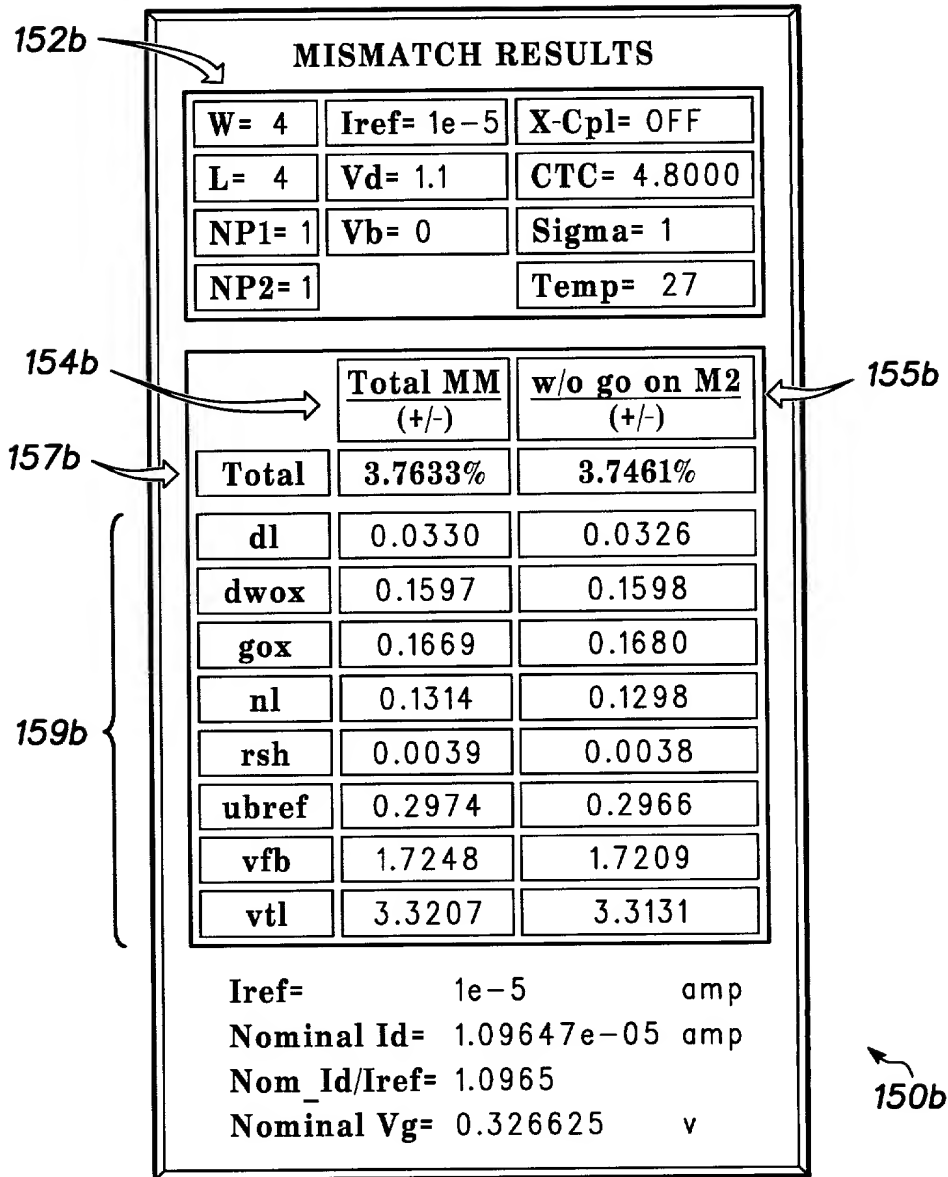 152b
MISMATCH RESULTS
W= 4 Iref= 1e-5 X-Cpl= OFF
L= 4 Vd= 1.1 CTC= 4.8000
NP1= 1 Vb= 0 Sigma= 1
NP2= 1 Temp= 27
154b
Total MM w/o go on M2
(+/-) (+/-)
155b
157b
Total 3.7633% 3.7461%
dl 0.0330 0.0326
dwox 0.1597 0.1598
gox 0.1669 0.1680
nl 0.1314 0.1298
159b
rsh 0.0039 0.0038
ubref 0.2974 0.2966
vfb 1.7248 1.7209
vtl 3.3207 3.3131
Iref= 1e-5 amp
Nominal Id= 1.09647e-05 amp
Nom_Id/Iref= 1.0965
Nominal Vg= 0.326625 v
150b